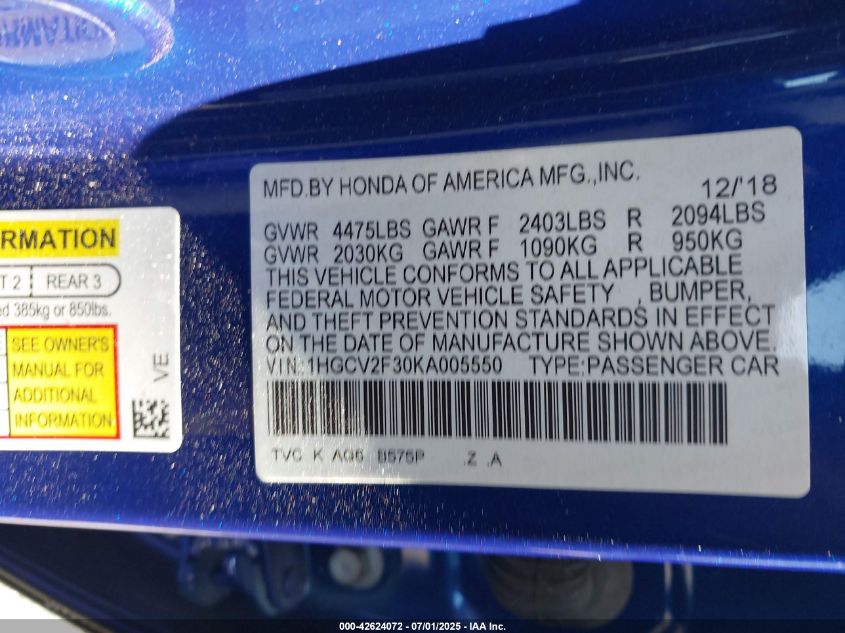 MFD.BY HONDA OF AMERICA MFG.,INC.
12/'18
GVWR 4475LBS GAWR F 2403LBS R 2094LBS
GVWR 2030KG GAWR F 1090KG R 950KG
THIS VEHICLE CONFORMS TO ALL APPLICABLE
FEDERAL MOTOR VEHICLE SAFETY , BUMPER,
AND THEFT PREVENTION STANDARDS IN EFFECT
ON THE DATE OF MANUFACTURE SHOWN ABOVE.
VIN: 1HGCV2F30KA005550 TYPE:PASSENGER CAR
TVC K AG6 B575P .Z .A
RMATION
T 2 REAR 3
ed 385kg or 850lbs.
SEE OWNER'S
MANUAL FOR
ADDITIONAL
INFORMATION
VE
000-42624072 - 07/01/2025 - IAA Inc.